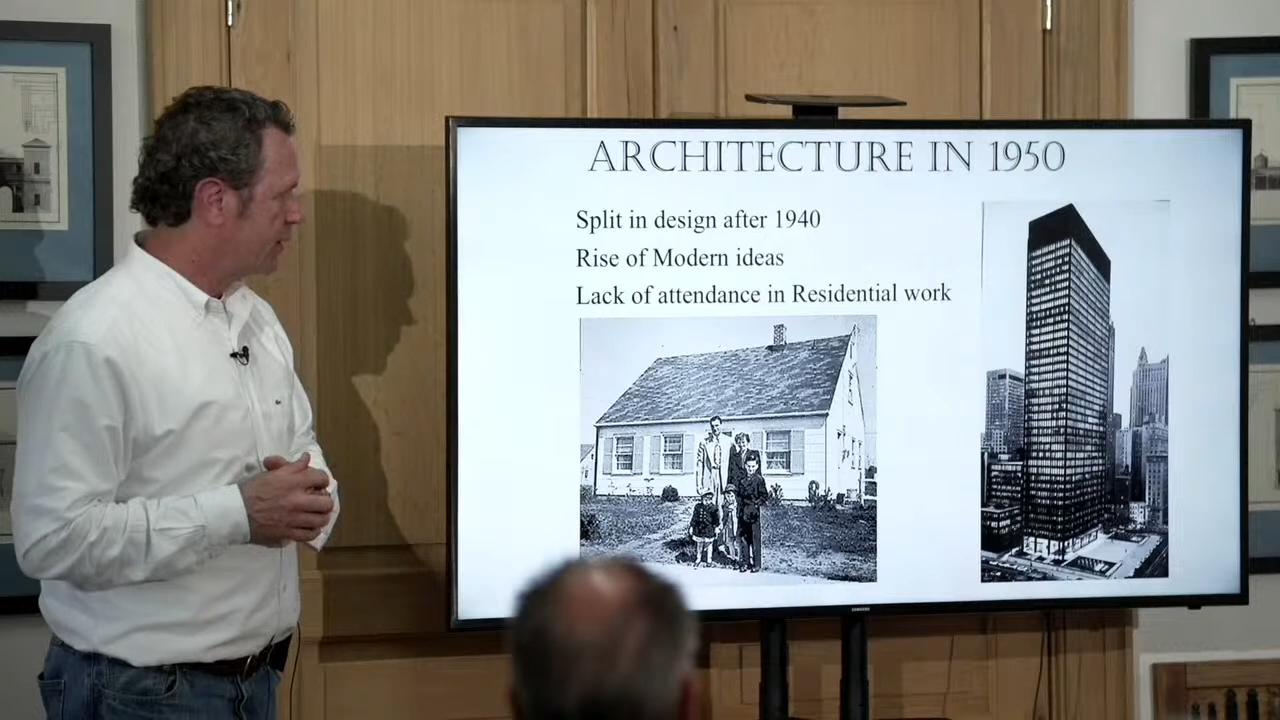 ARCHITECTURE IN 1950
Split in design after 1940
Rise of Modern ideas
Lack of attendance in Residential work
SAMSUNG